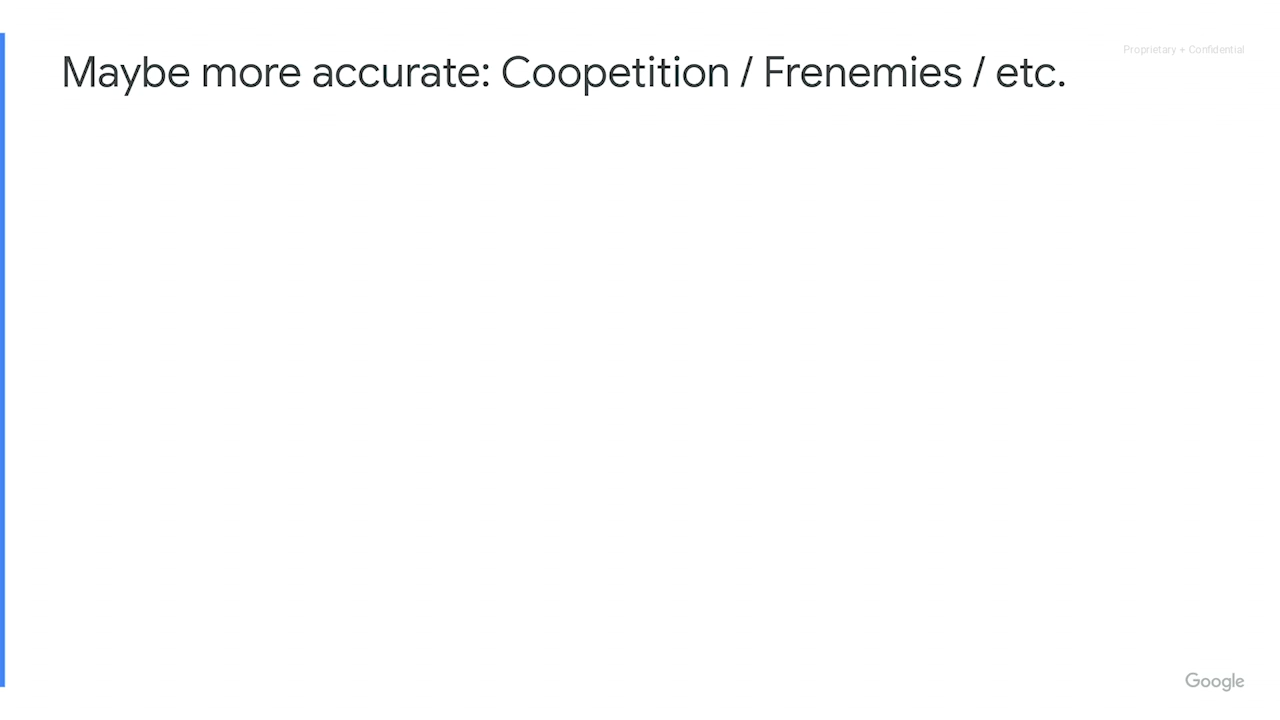 Proprietary + Confidential
Maybe more accurate: Coopetition / Frenemies / etc.
Google